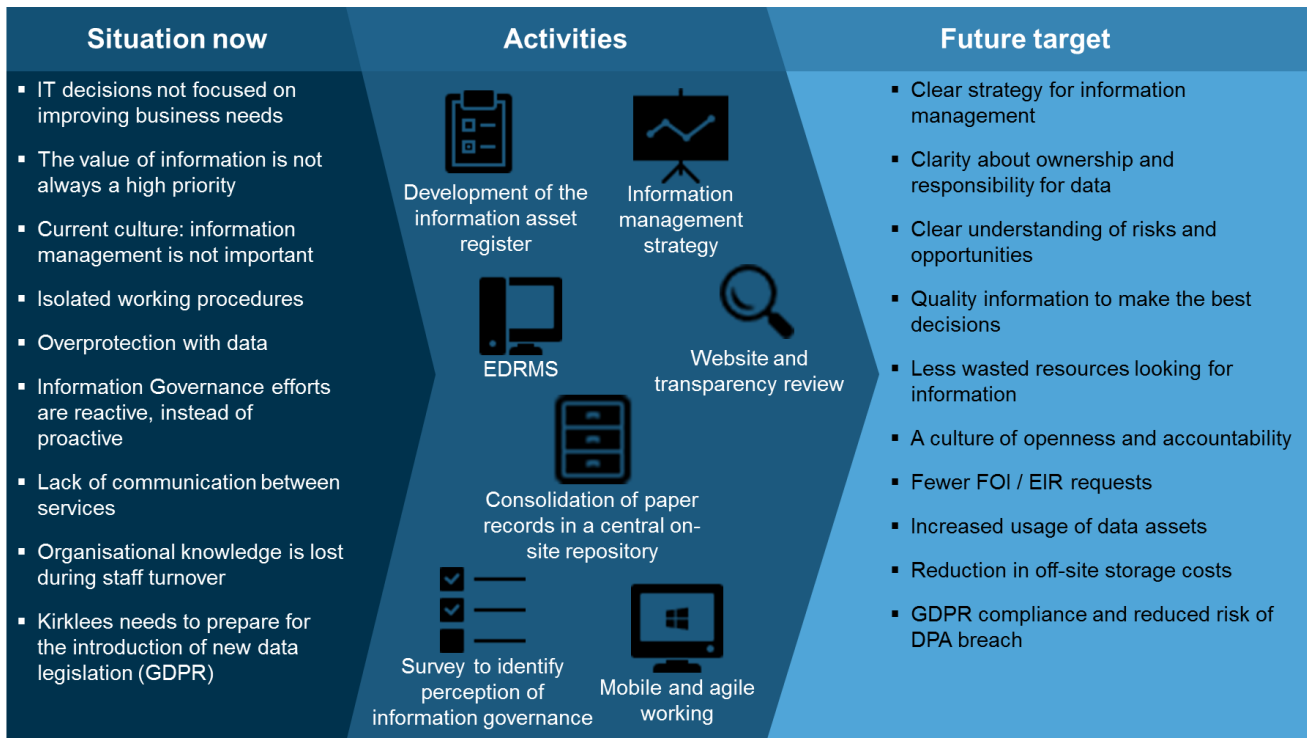 Situation now
▪ IT decisions not focused on
improving business needs
▪ The value of information is not
always a high priority
▪ Current culture: information
management is not important
▪ Isolated working procedures
▪ Overprotection with data
▪ Information Governance efforts
are reactive, instead of
proactive
▪ Lack of communication between
services
▪ Organisational knowledge is lost
during staff turnover
▪ Kirklees needs to prepare for
the introduction of new data
legislation (GDPR)
Activities
Development of the
information asset
register
Information
management
strategy
EDRMS
Website and
transparency review
Consolidation of paper
records in a central on-
site repository
Survey to identify
perception of
information governance
Mobile and agile
working
Future target
▪ Clear strategy for information
management
▪ Clarity about ownership and
responsibility for data
▪ Clear understanding of risks and
opportunities
▪ Quality information to make the best
decisions
▪ Less wasted resources looking for
information
▪ A culture of openness and accountability
▪ Fewer FOI / EIR requests
▪ Increased usage of data assets
▪ Reduction in off-site storage costs
▪ GDPR compliance and reduced risk of
DPA breach